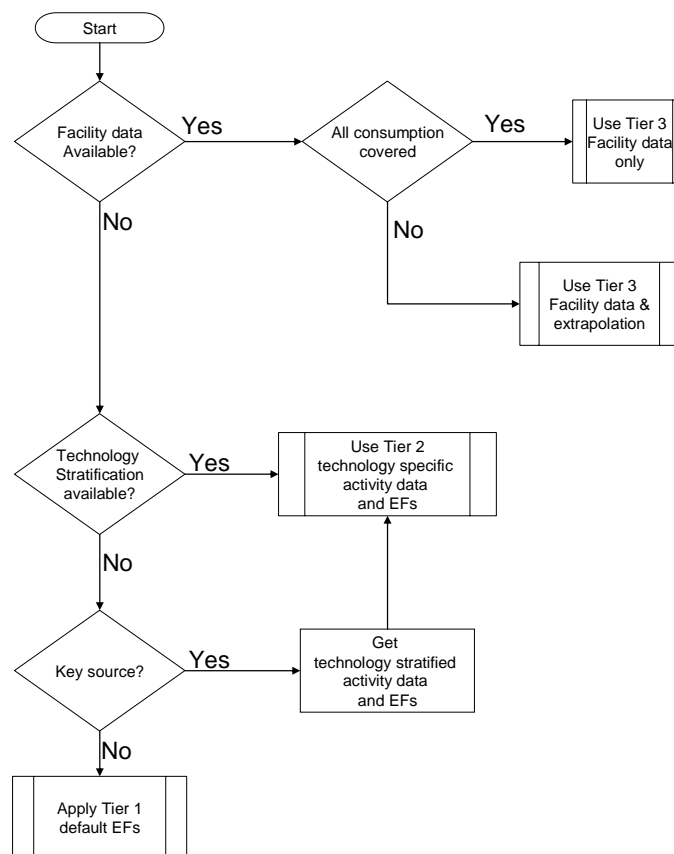 Start
Facility data
Available?
Yes
All consumption
covered
Yes
Use Tier 3
Facility data
only
No
No
Use Tier 3
Facility data &
extrapolation
Technology
Stratification
available?
Yes
Use Tier 2
technology specific
activity data
and EFs
No
Key source?
Yes
Get
technology stratified
activity data
and EFs
No
Apply Tier 1
default EFs